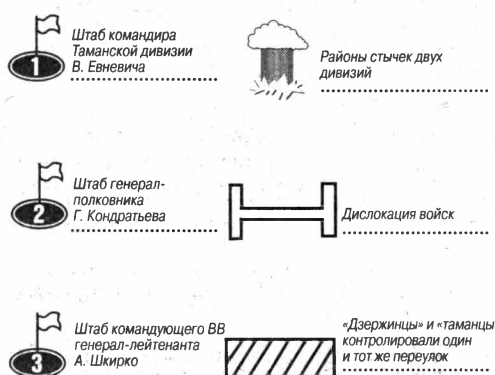 1
Штаб командира
Таманской дивизии
В. Евневича
Районы стычек двух
дивизий
2
Штаб генерал-
полковника
Г. Кондратьева
Дислокация войск
3
Штаб командующего ВВ
генерал-лейтенанта
А. Шкирко
«Дзержинцы» и «таманцы
контролировали один
и тот же переулок